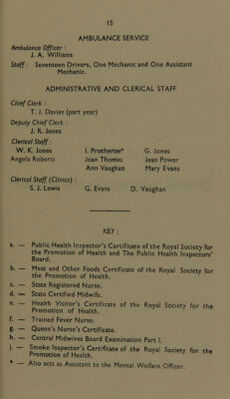 15
AMBULANCE SERVICE
Ambulance Officer :
J. A. Williams
Staff : Seventeen Drivers, One Mechanic and One Assistant
Mechanic.
ADMINISTRATIVE AND CLERICAL STAFF
Chief Clerk :
T. J. Davies (part year)
Deputy Chief Clerk :
J. R. Jones
Clerical Staff :
W. K. Jones I. Protheroe* G. Jones
Angela Roberts Joan Thomas Jean Power
Ann Vaughan Mary Evans
Clerical Staff (Clinics) :
S. J. Lewis G. Evans D. Vaughan
KEY :
a. — Public Health Inspector's Certificate of the Royal Society for
the Promotion of Health and The Public Health Inspectors'
Board.
b. — Meat and Other Foods Certificate of the Royal Society for
the Promotion of Health.
c. — State Registered Nurse.
d. — State Certified Midwife.
e. — Health Visitor's Certificate of the Royal Society for the
Promotion of Health.
f. — Trained Fever Nurse.
g. — Queen's Nurse's Certificate.
h. — Central Midwives Board Examination Part I.
j. — Smoke Inspector's Certificate of the Royal Society for the
Promotion of Health.
* — Also acts as Assistant to the Mental Welfare Officer.